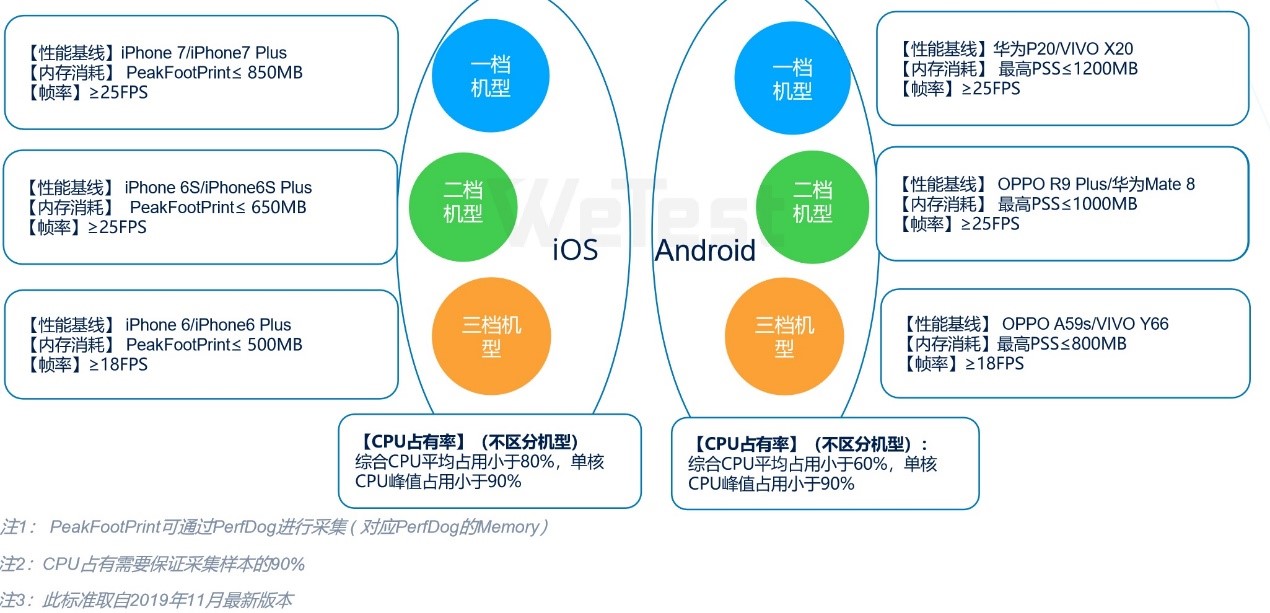 【性能基线】iPhone 7/iPhone7 Plus
【内存消耗】 PeakFootPrint≤ 850MB
【帧率】≥25FPS
一档
机型
一档
机型
【性能基线】华为P20/VIVO X20
【内存消耗】 最高PSS≤1200MB
【帧率】≥25FPS
【性能基线】 iPhone 6S/iPhone6S Plus
【内存消耗】 PeakFootPrint≤ 650MB
【帧率】≥25FPS
二档
机型
WeTest
二档
机型
【性能基线】 OPPO R9 Plus/华为Mate 8
【内存消耗】 最高PSS≤1000MB
【帧率】≥25FPS
iOS
Android
【性能基线】 iPhone 6/iPhone6 Plus
【内存消耗】 PeakFootPrint≤ 500MB
【帧率】≥18FPS
三档机
型
三档机
型
【性能基线】 OPPO A59s/VIVO Y66
【内存消耗】最高PSS≤800MB
【帧率】≥18FPS
【CPU占有率】（不区分机型）
综合CPU平均占用小于80%，单核
CPU峰值占用小于90%
【CPU占有率】（不区分机型）：
综合CPU平均占用小于60%，单核
CPU峰值占用小于90%
注1： PeakFootPrint可通过PerfDog进行采集 ( 对应PerfDog的Memory）
注2：CPU占有需要保证采集样本的90%
注3：此标准取自2019年11月最新版本